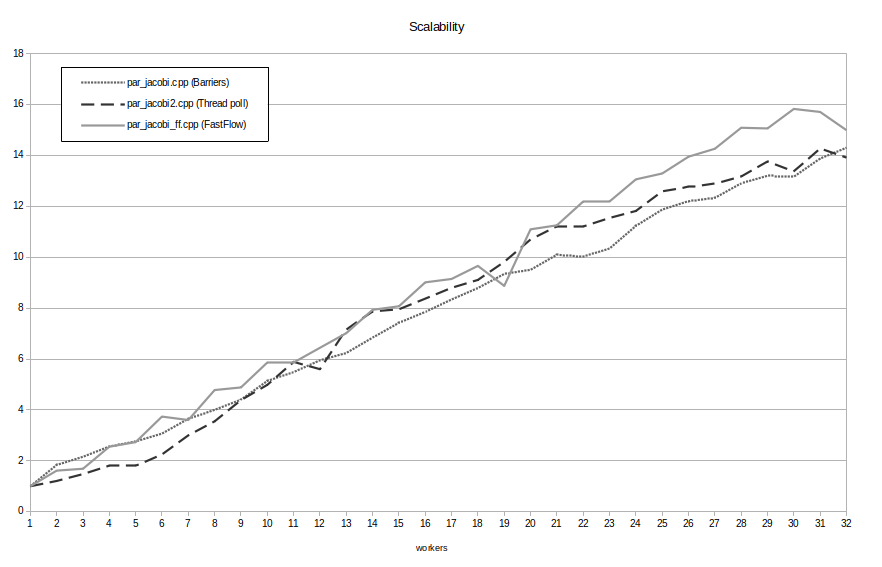 Scalability
18
par_jacobi.cpp (Barriers)
16
par_jacobi2.cpp (Thread poll)
par_jacobi_ff.cpp (FastFlow)
14
12
10
8
6
4
2
0
1 2 3 4 5 6 7 8 9 10 11 12 13 14 15 16 17 18 19 20 21 22 23 24 25 26 27 28 29 30 31 32
workers